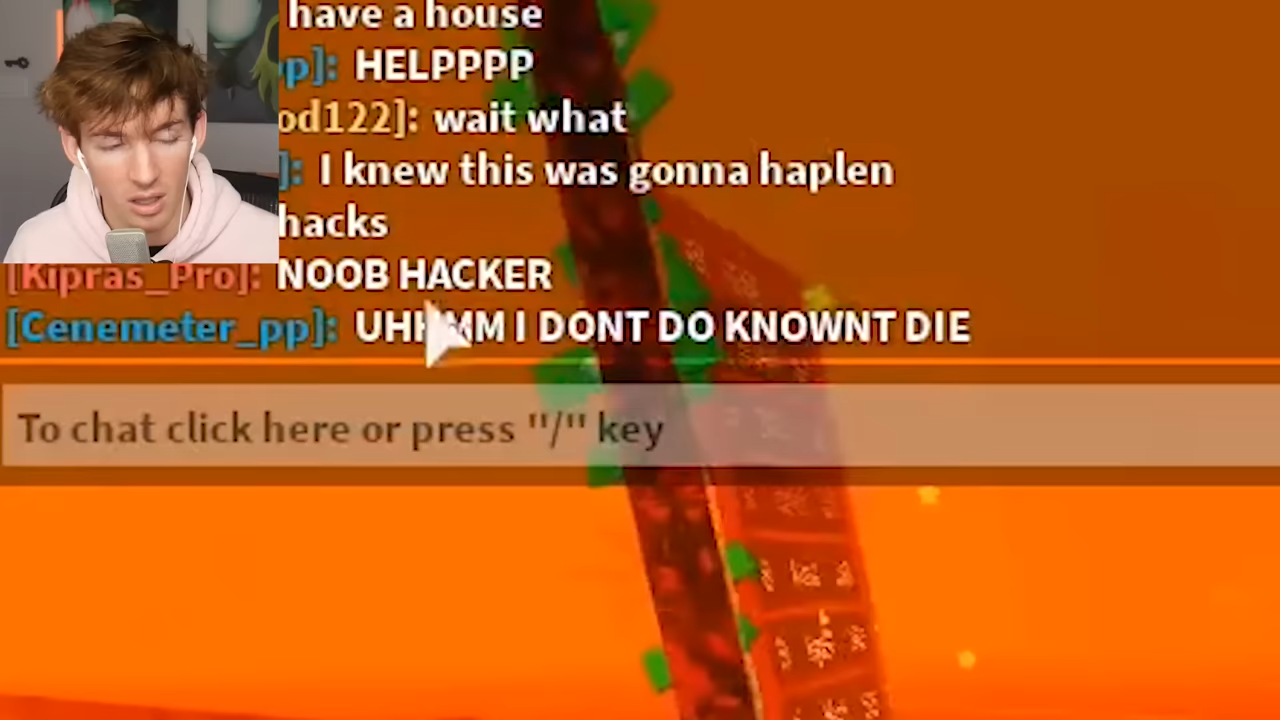 have a house
p]: HELPPPP
od122]: wait what
]: I knew this was gonna haplen
hacks
[Kipras_Pro]: NOOB HACKER
[Cenemeter_pp]: UHHMM I DONT DO KNOWNT DIE
To chat click here or press "/" key